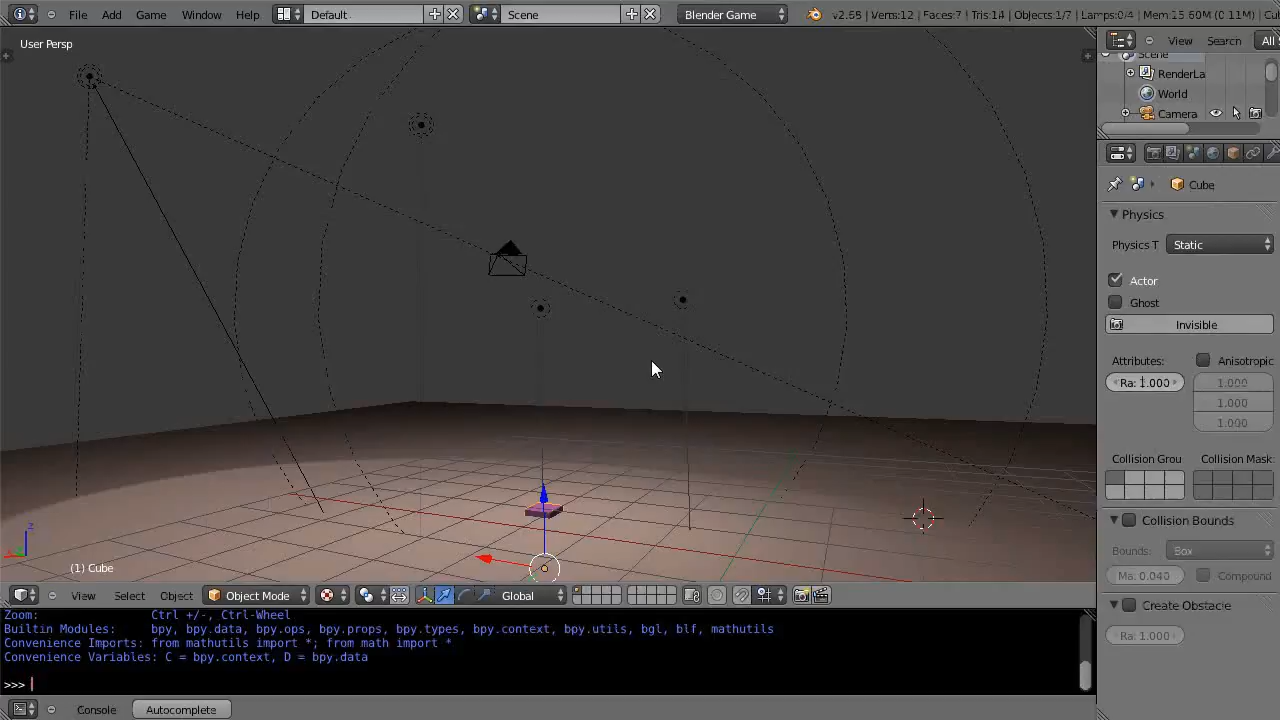 File Add Game Window Help Default Scene Blender Game v2.68 | Verts:12 | Faces:7 | Tris:14 | Objects:1/7 | Lamps:0/4 | Mem:15.60M (0.11M) | Cu
User Persp
View Search All
Scene
RenderLa
World
Camera
Cube
Physics
Physics T Static
Actor
Ghost
Invisible
Attributes: Anisotropic
Ra: 1.000 1.000
1.000
1.000
Collision Grou Collision Mask:
Collision Bounds
Bounds: Box
Ma: 0.040 Compound
Create Obstacle
Ra: 1.000
z
(1) Cube
View Select Object Object Mode Global
Zoom: Ctrl +/-, Ctrl-Wheel
Builtin Modules: bpy, bpy.data, bpy.ops, bpy.props, bpy.types, bpy.context, bpy.utils, bgl, blf, mathutils
Convenience Imports: from mathutils import *; from math import *
Convenience Variables: C = bpy.context, D = bpy.data
>>>
Console Autocomplete